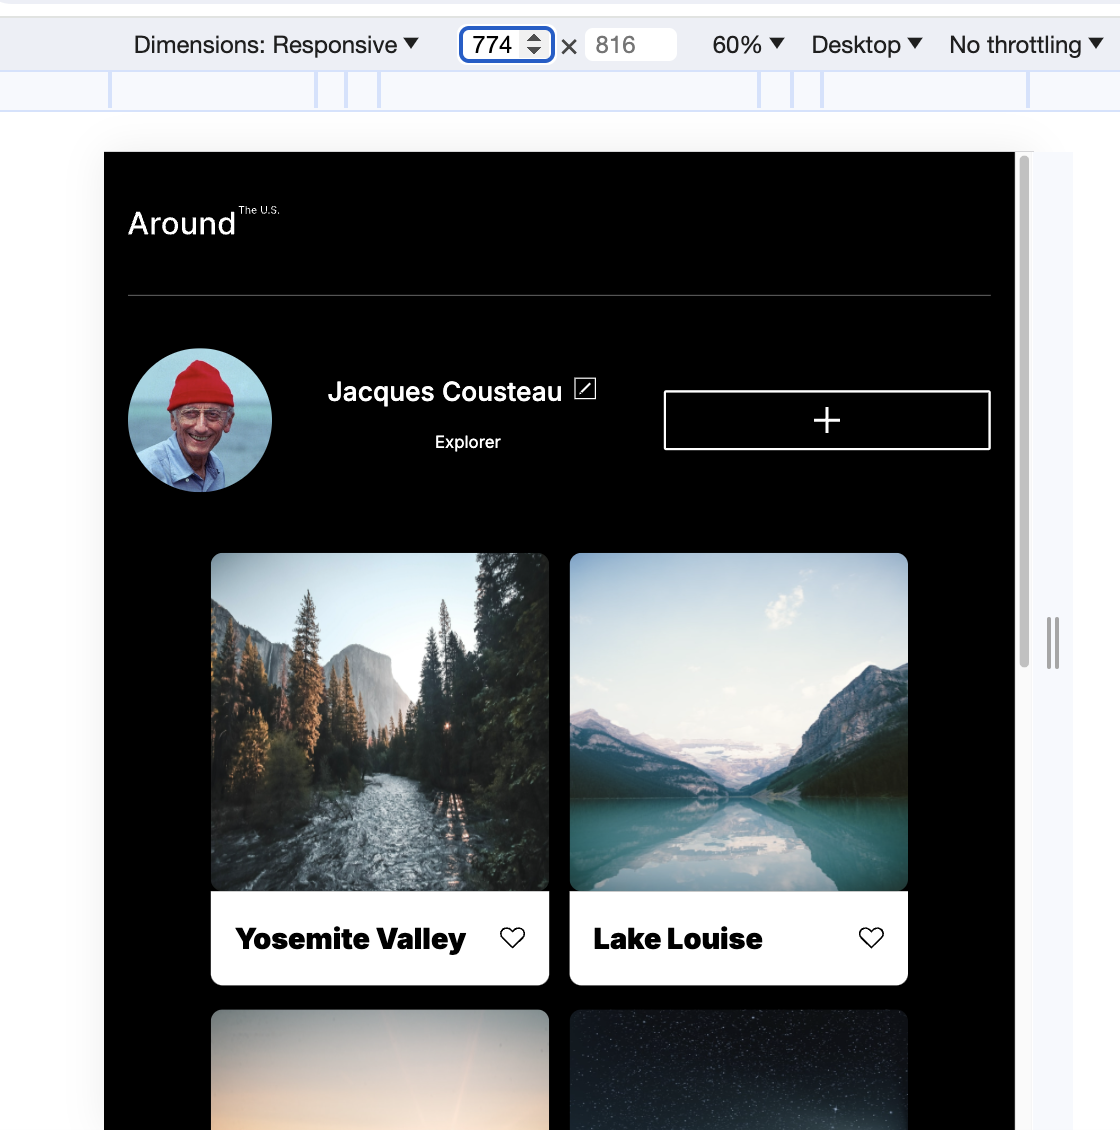 Dimensions: Responsive ▼ 774 × 816 60% ▼ Desktop ▼ No throttling ▼
Around The U.S.
Jacques Cousteau
Explorer
Yosemite Valley
Lake Louise